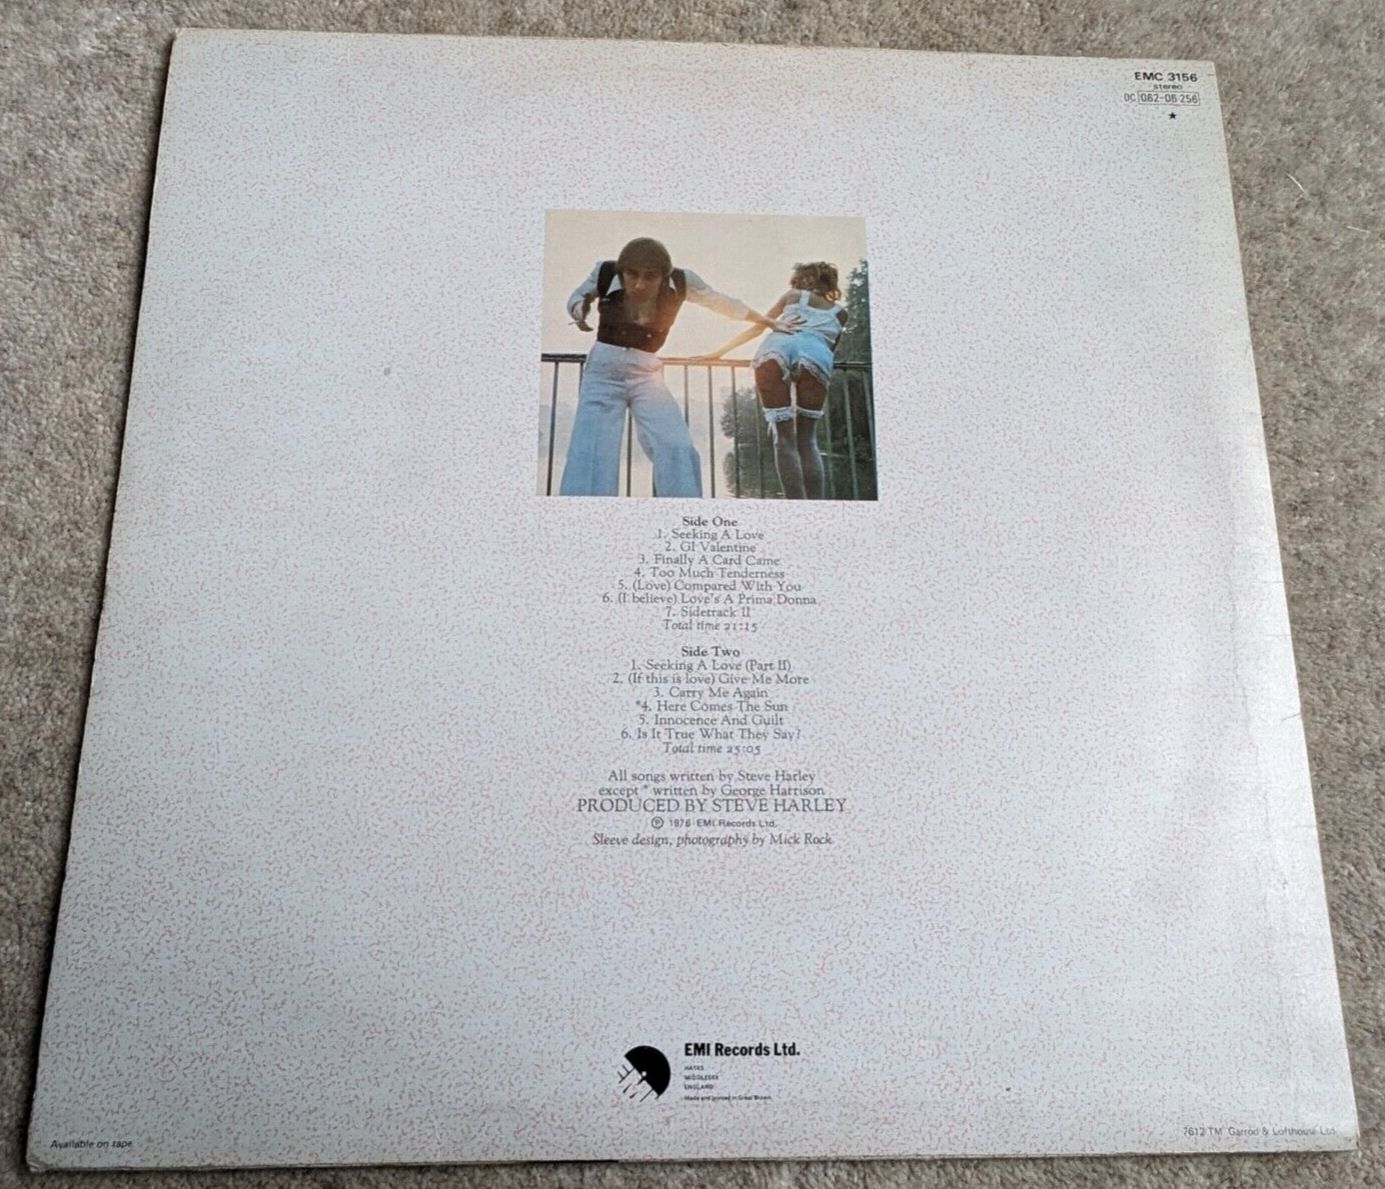 EMC 3156
stereo
0C 062-06 256
★
Side One
1. Seeking A Love
2. GI Valentine
3. Finally A Card Came
4. Too Much Tenderness
5. (Love) Compared With You
6. (I believe) Love's A Prima Donna
7. Sidetrack II
Total time 21:15
Side Two
1. Seeking A Love (Part II)
2. (If this is love) Give Me More
3. Carry Me Again
*4. Here Comes The Sun
5. Innocence And Guilt
6. Is It True What They Say?
Total time 25:05
All songs written by Steve Harley
except * written by George Harrison
PRODUCED BY STEVE HARLEY
℗ 1976 EMI Records Ltd.
Sleeve design, photography by Mick Rock
EMI Records Ltd.
HAYES
MIDDLESEX
ENGLAND
Made and printed in Great Britain
Available on tape
7612 TM Garrod & Lofthouse Ltd.